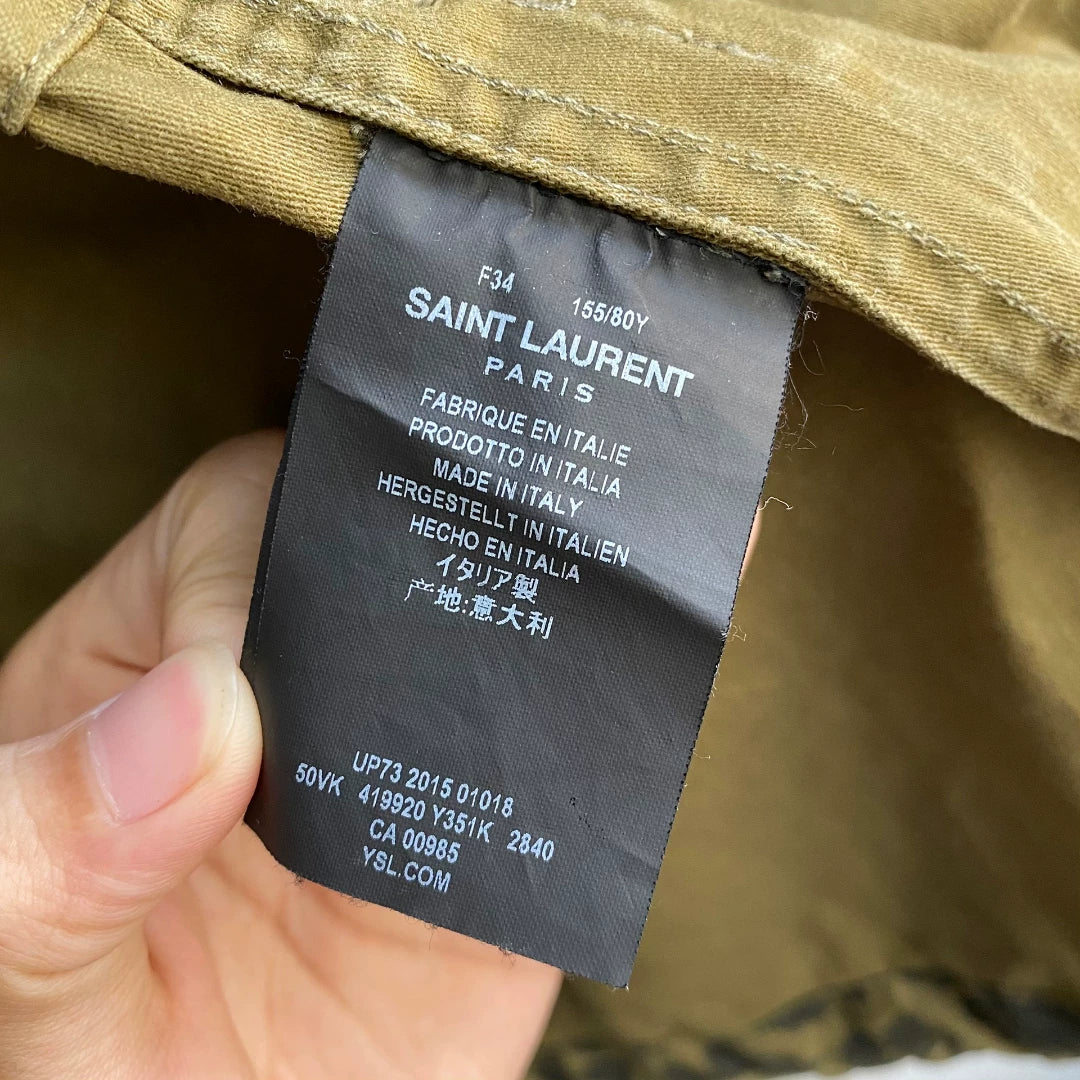 F34 155/80Y
SAINT LAURENT
PARIS
FABRIQUE EN ITALIE
PRODOTTO IN ITALIA
MADE IN ITALY
HERGESTELLT IN ITALIEN
HECHO EN ITALIA
イタリア製
产地:意大利
UP73 2015 01018
50VK 419920 Y351K 2840
CA 00985
YSL.COM